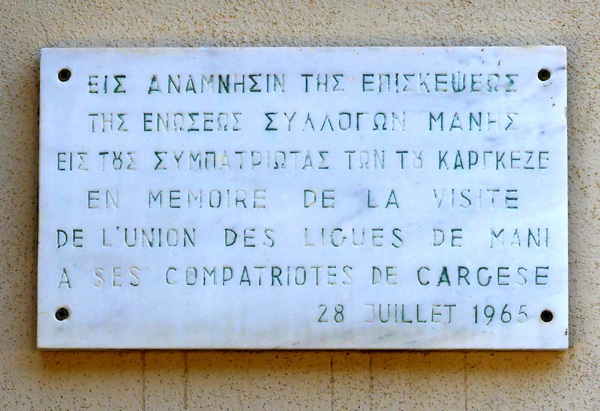 ΕΙΣ ΑΝΑΜΝΗΣΙΝ ΤΗΣ ΕΠΙΣΚΕΨΕΩΣ
ΤΗΣ ΕΝΩΣΕΩΣ ΣΥΛΛΟΓΩΝ ΜΑΝΗΣ
ΕΙΣ ΤΟΥΣ ΣΥΜΠΑΤΡΙΩΤΑΣ ΤΩΝ ΤΟΥ ΚΑΡΓΚΕΖΕ
EN MEMOIRE DE LA VISITE
DE L'UNION DES LIGUES DE MANI
A SES COMPATRIOTES DE CARGESE
28 JUILLET 1965